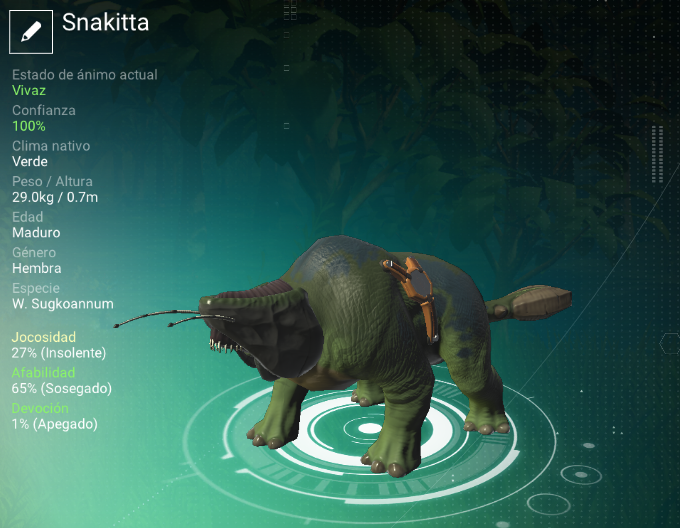 Snakitta
Estado de ánimo actual
Vivaz
Confianza
100%
Clima nativo
Verde
Peso / Altura
29.0kg / 0.7m
Edad
Maduro
Género
Hembra
Especie
W. Sugkoannum
Jocosidad
27% (Insolente)
Afabilidad
65% (Sosegado)
Devoción
1% (Apegado)